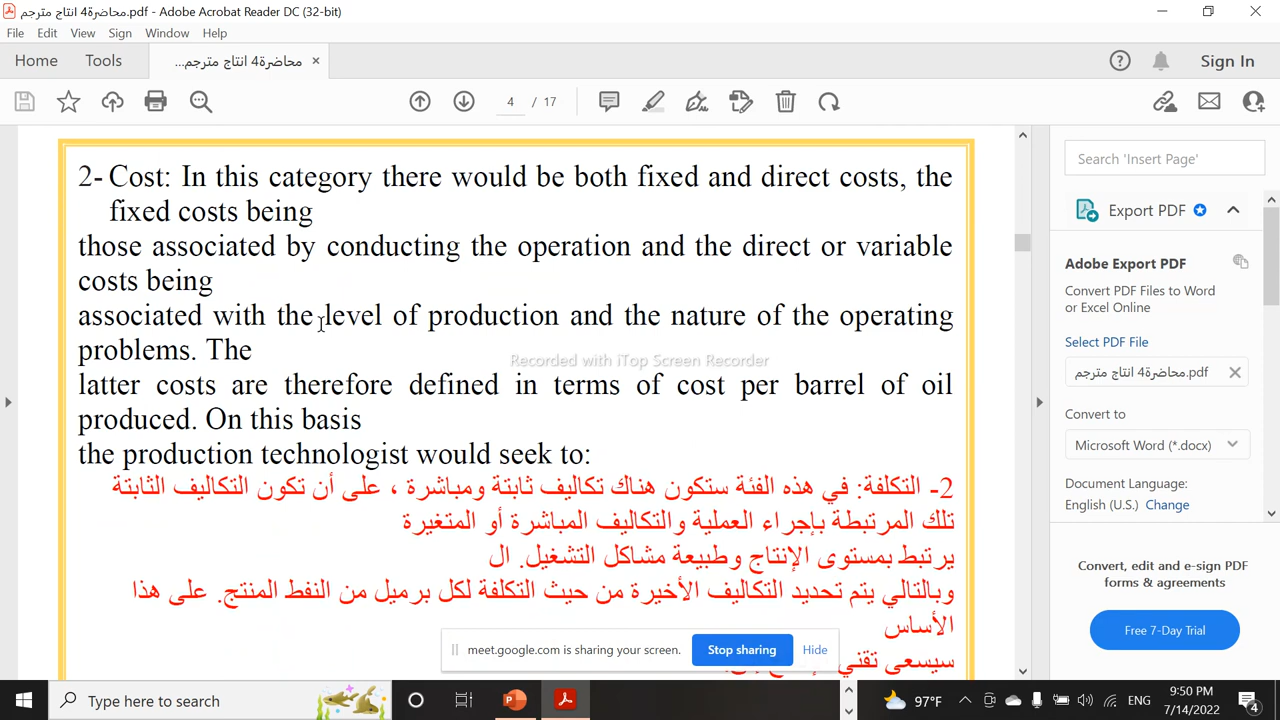 محاضرة4 انتاج مترجم.pdf - Adobe Acrobat Reader DC (32-bit)
File Edit View Sign Window Help
Home Tools محاضرة4 انتاج مترجم... × Sign In
4 / 17
Search 'Insert Page'
2- Cost: In this category there would be both fixed and direct costs, the
fixed costs being
those associated by conducting the operation and the direct or variable
costs being
associated with the level of production and the nature of the operating
problems. The
latter costs are therefore defined in terms of cost per barrel of oil
produced. On this basis
the production technologist would seek to:
2- التكلفة: في هذه الفئة ستكون هناك تكاليف ثابتة ومباشرة ، على أن تكون التكاليف الثابتة
تلك المرتبطة بإجراء العملية والتكاليف المباشرة أو المتغيرة
يرتبط بمستوى الإنتاج وطبيعة مشاكل التشغيل. ال
وبالتالي يتم تحديد التكاليف الأخيرة من حيث التكلفة لكل برميل من النفط المنتج. على هذا
الأساس
سيسعى تقني
Recorded with iTop Screen Recorder
Export PDF
Adobe Export PDF
Convert PDF Files to Word
or Excel Online
Select PDF File
محاضرة4 انتاج مترجم.pdf
Convert to
Microsoft Word (*.docx)
Document Language:
English (U.S.) Change
Convert, edit and e-sign PDF
forms & agreements
Free 7-Day Trial
meet.google.com is sharing your screen. Stop sharing Hide
Type here to search
97°F ENG 9:50 PM
7/14/2022
4